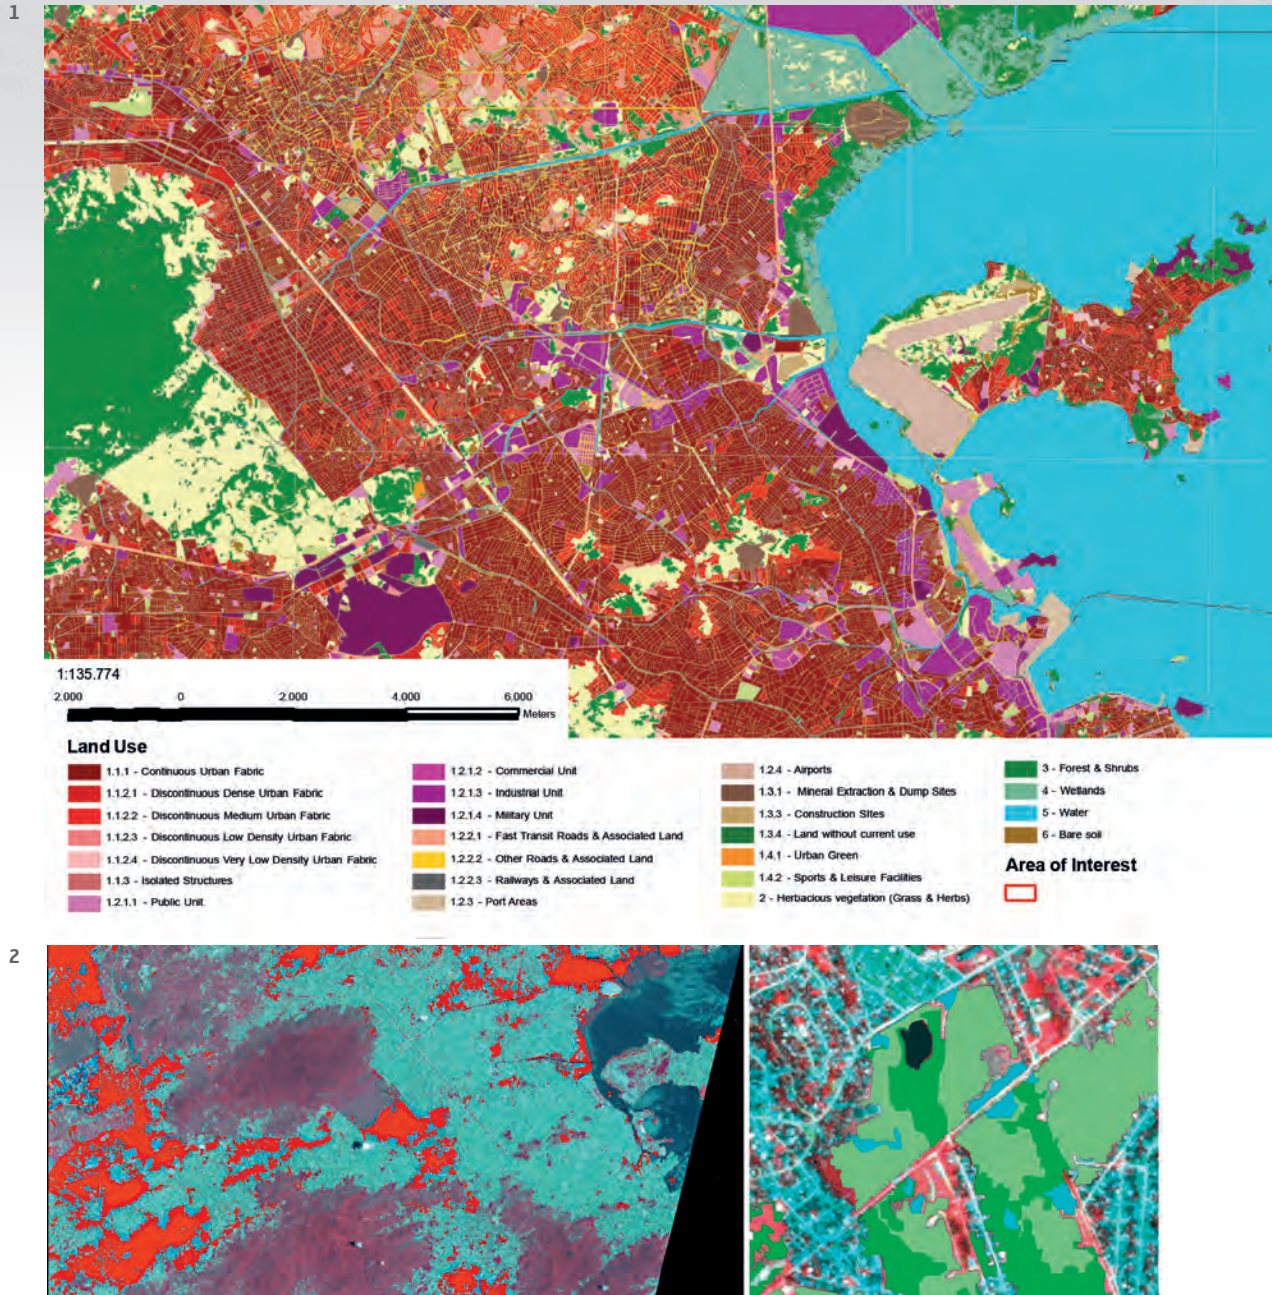 1
1:135.774
2.000 0 2.000 4.000 6.000
Meters
Land Use
1.1.1 - Continuous Urban Fabric
1.1.2.1 - Discontinuous Dense Urban Fabric
1.1.2.2 - Discontinuous Medium Urban Fabric
1.1.2.3 - Discontinuous Low Density Urban Fabric
1.1.2.4 - Discontinuous Very Low Density Urban Fabric
1.1.3 - Isolated Structures
1.2.1.1 - Public Unit
1.2.1.2 - Commercial Unit
1.2.1.3 - Industrial Unit
1.2.1.4 - Military Unit
1.2.2.1 - Fast Transit Roads & Associated Land
1.2.2.2 - Other Roads & Associated Land
1.2.2.3 - Railways & Associated Land
1.2.3 - Port Areas
1.2.4 - Airports
1.3.1 - Mineral Extraction & Dump Sites
1.3.3 - Construction Sites
1.3.4 - Land without current use
1.4.1 - Urban Green
1.4.2 - Sports & Leisure Facilities
2 - Herbacious vegetation (Grass & Herbs)
3 - Forest & Shrubs
4 - Wetlands
5 - Water
6 - Bare soil
Area of Interest
2